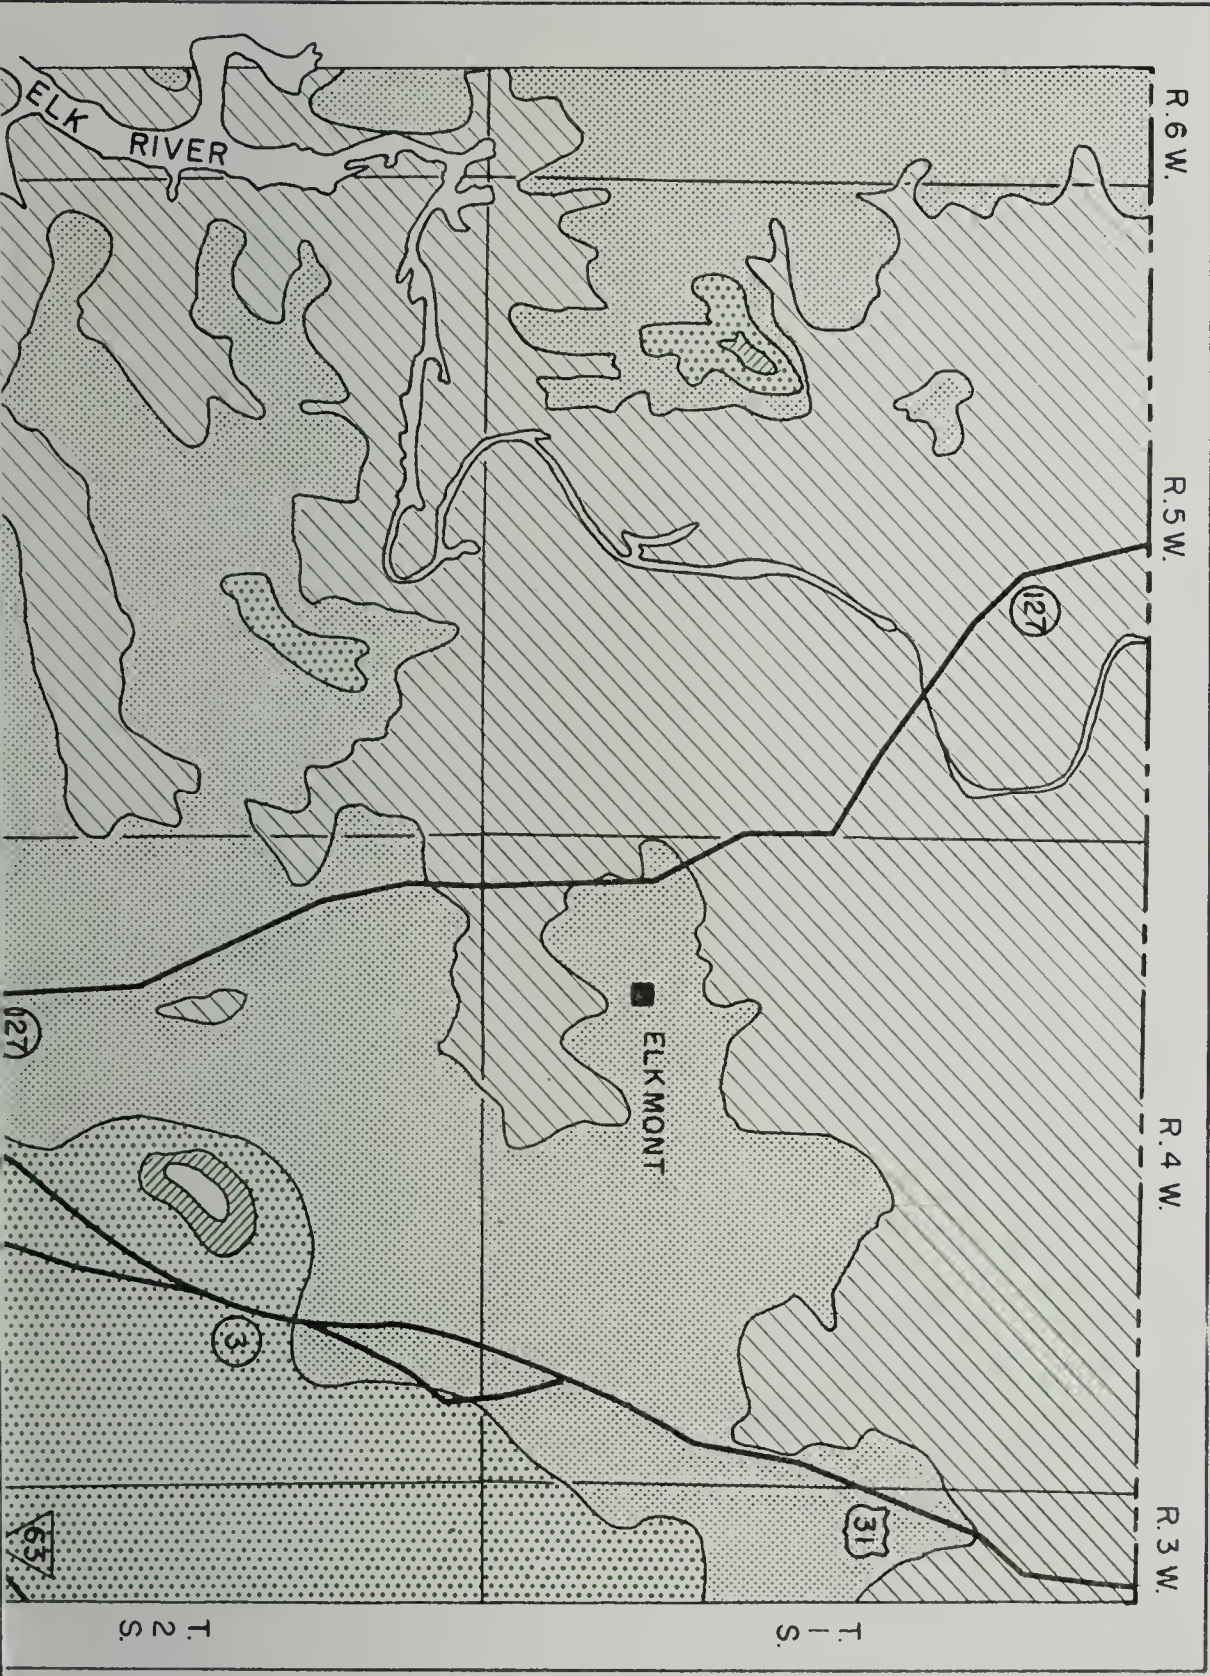 R. 6 W.
R. 5 W.
R. 4 W.
R. 3 W.
127
31
T. 1 S.
ELKMONT
ELK RIVER
3
127
63
T. 2 S.